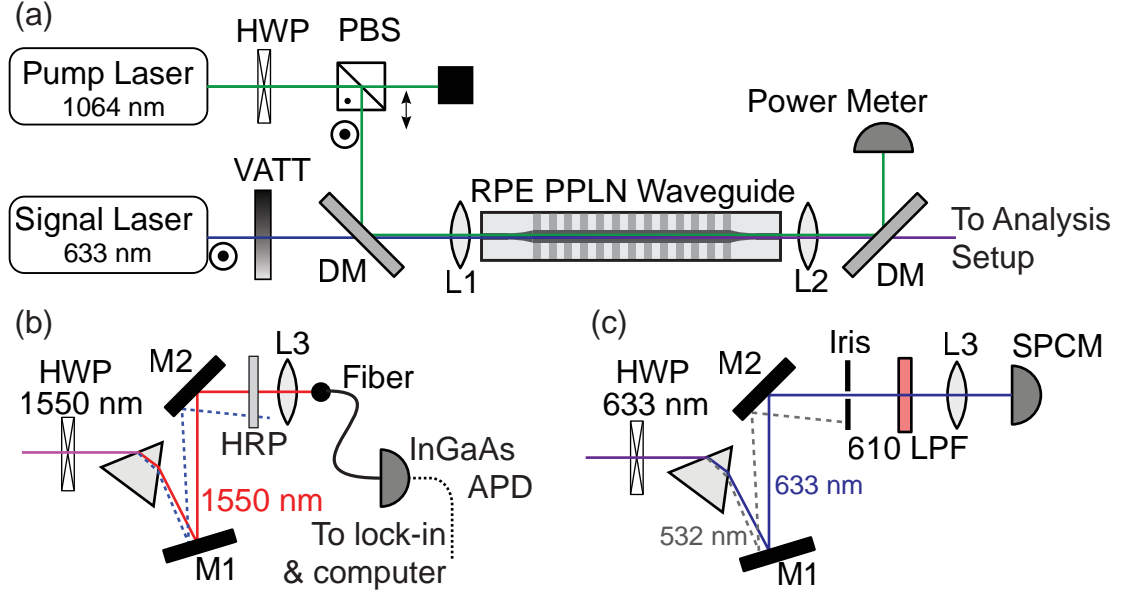 (a)
HWP
PBS
Pump Laser
1064 nm
Power Meter
VATT
RPE PPLN Waveguide
Signal Laser
633 nm
DM
L1
L2
DM
To Analysis
Setup
(b)
HWP
1550 nm
M2
L3
Fiber
HRP
InGaAs
APD
1550 nm
To lock-in
& computer
M1
(c)
HWP
633 nm
M2
Iris
L3
SPCM
610 LPF
633 nm
532 nm
M1